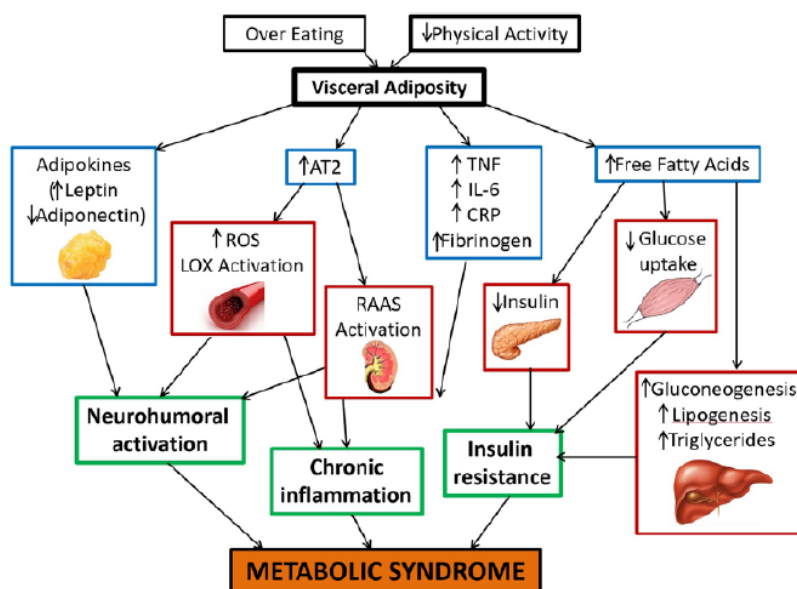 Over Eating
↓Physical Activity
Visceral Adiposity
Adipokines
(↑Leptin
↓Adiponectin)
↑AT2
↑ TNF
↑ IL-6
↑ CRP
↑Fibrinogen
↑Free Fatty Acids
↑ ROS
LOX Activation
RAAS
Activation
↓Insulin
↓ Glucose
uptake
↑Gluconeogenesis
↑ Lipogenesis
↑Triglycerides
Neurohumoral
activation
Chronic
inflammation
Insulin
resistance
METABOLIC SYNDROME